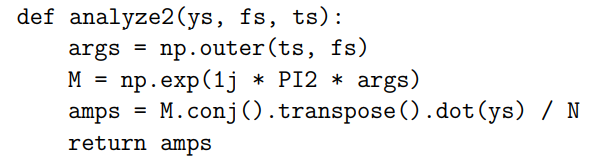 def analyze2(ys, fs, ts):
    args = np.outer(ts, fs)
    M = np.exp(1j * PI2 * args)
    amps = M.conj().transpose().dot(ys) / N
    return amps